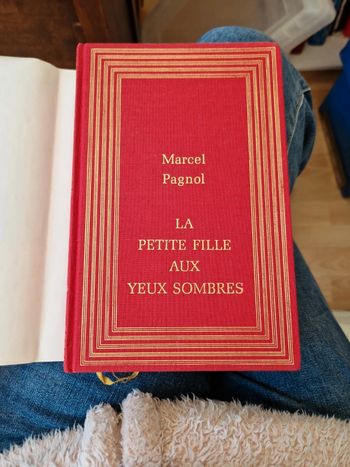 Marcel
Pagnol
LA
PETITE FILLE
AUX
YEUX SOMBRES